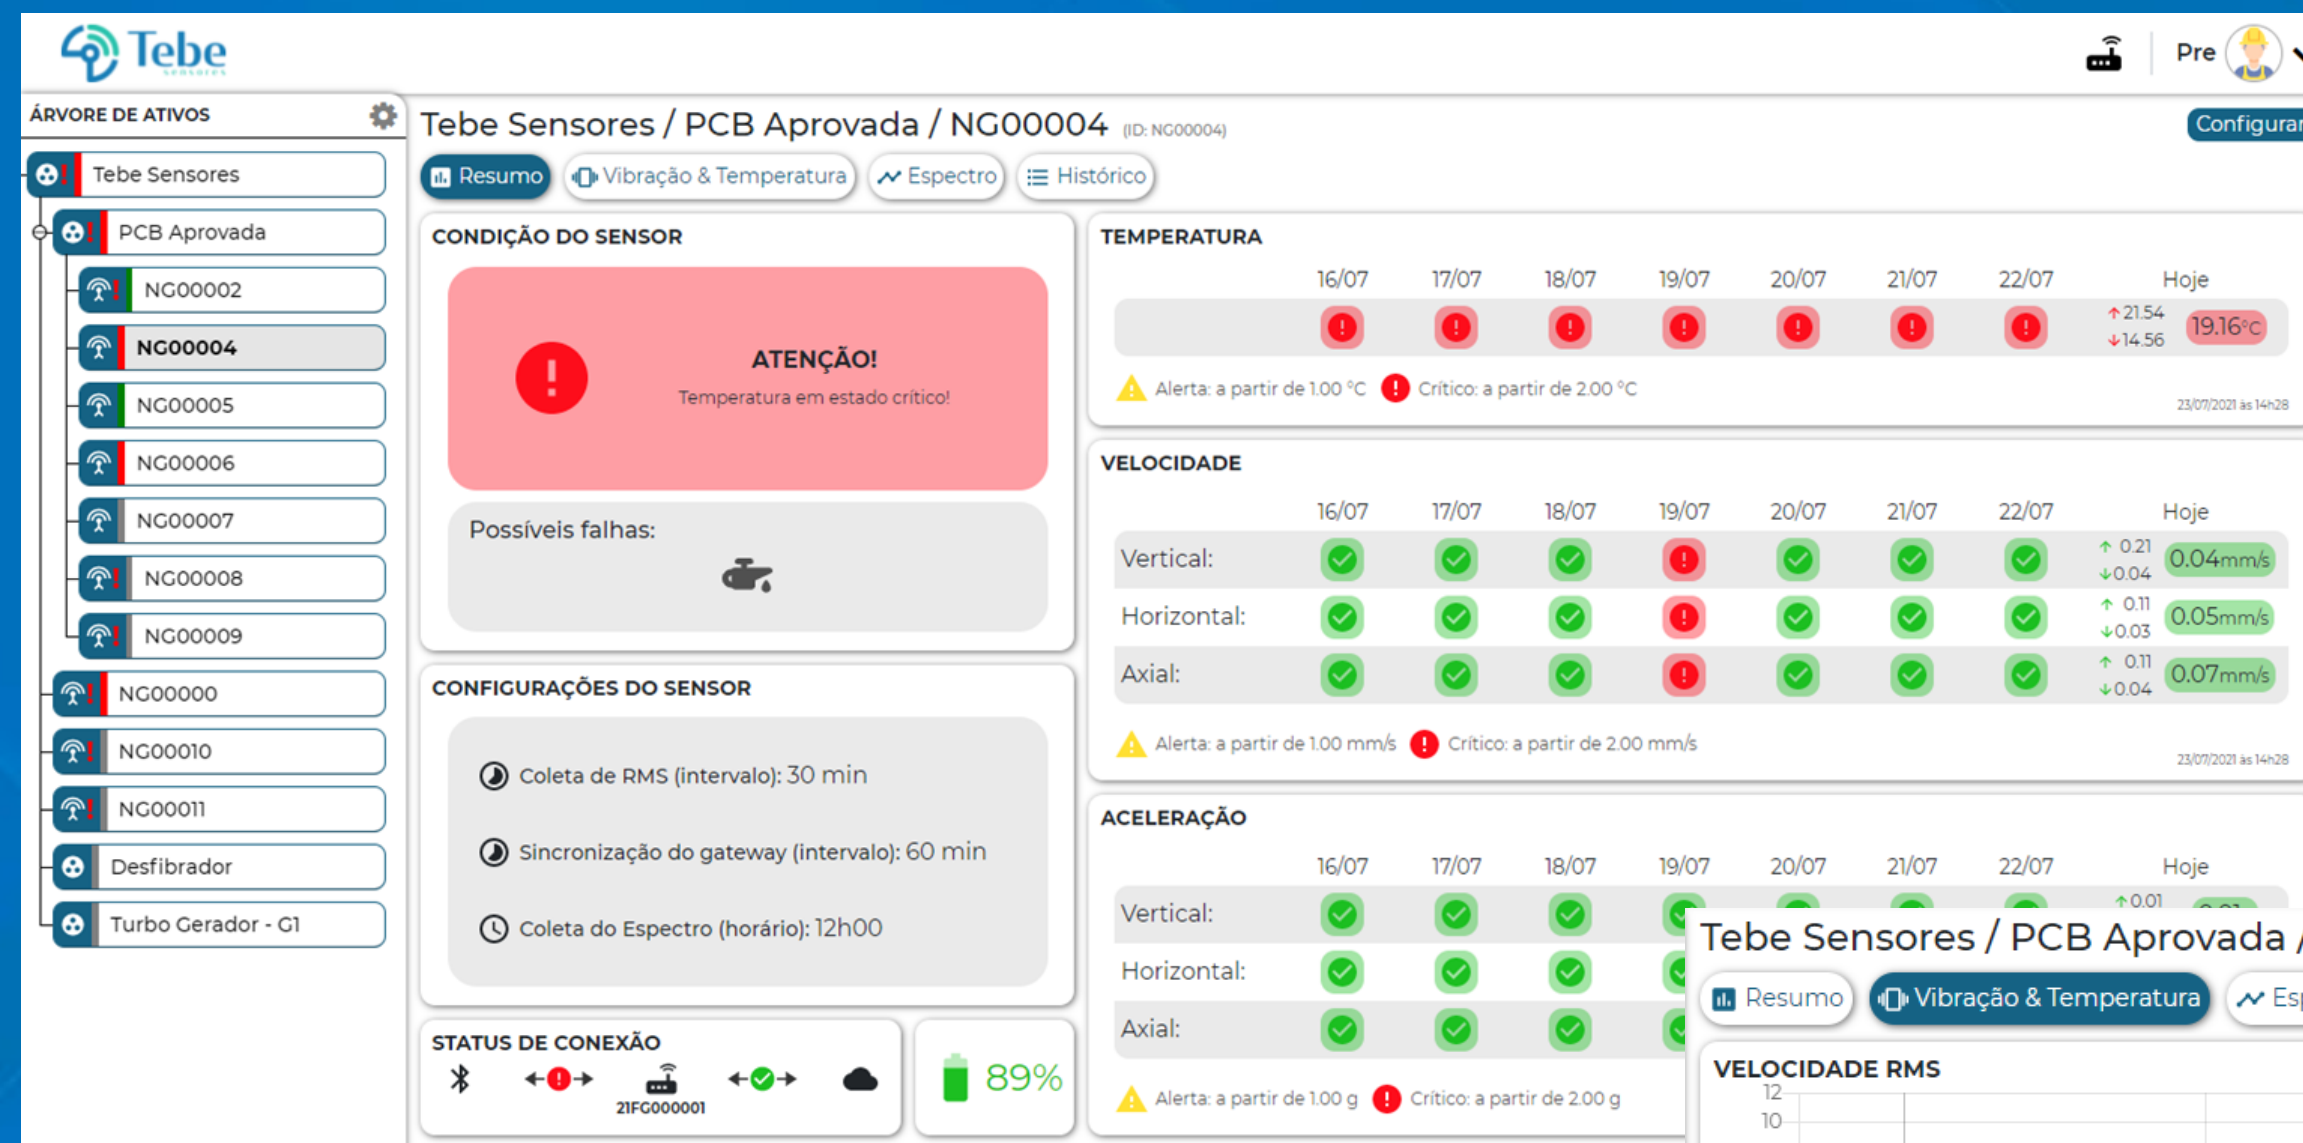 Tebe
sensores
Pre
ÁRVORE DE ATIVOS
Tebe Sensores
PCB Aprovada
NG00002
NG00004
NG00005
NG00006
NG00007
NG00008
NG00009
NG00000
NG00010
NG00011
Desfibrador
Turbo Gerador - G1
Tebe Sensores / PCB Aprovada / NG00004 (ID: NG00004)
Configurar
Resumo Vibração & Temperatura Espectro Histórico
CONDIÇÃO DO SENSOR
ATENÇÃO!
Temperatura em estado crítico!
Possíveis falhas:
CONFIGURAÇÕES DO SENSOR
Coleta de RMS (intervalo): 30 min
Sincronização do gateway (intervalo): 60 min
Coleta do Espectro (horário): 12h00
STATUS DE CONEXÃO
21FG000001
89%
TEMPERATURA
16/07 17/07 18/07 19/07 20/07 21/07 22/07 Hoje
↑21.54
↓14.56
19.16°C
Alerta: a partir de 1.00 °C Crítico: a partir de 2.00 °C
23/07/2021 às 14h28
VELOCIDADE
16/07 17/07 18/07 19/07 20/07 21/07 22/07 Hoje
Vertical: ↑ 0.21
↓0.04
0.04mm/s
Horizontal: ↑ 0.11
↓0.03
0.05mm/s
Axial: ↑ 0.11
↓0.04
0.07mm/s
Alerta: a partir de 1.00 mm/s Crítico: a partir de 2.00 mm/s
23/07/2021 às 14h28
ACELERAÇÃO
16/07 17/07 18/07 19/07 20/07 21/07 22/07 Hoje
Vertical: ↑0.01
Horizontal:
Axial:
Alerta: a partir de 1.00 g Crítico: a partir de 2.00 g
Tebe Sensores / PCB Aprovada /
Resumo Vibração & Temperatura Esp
VELOCIDADE RMS
12
10